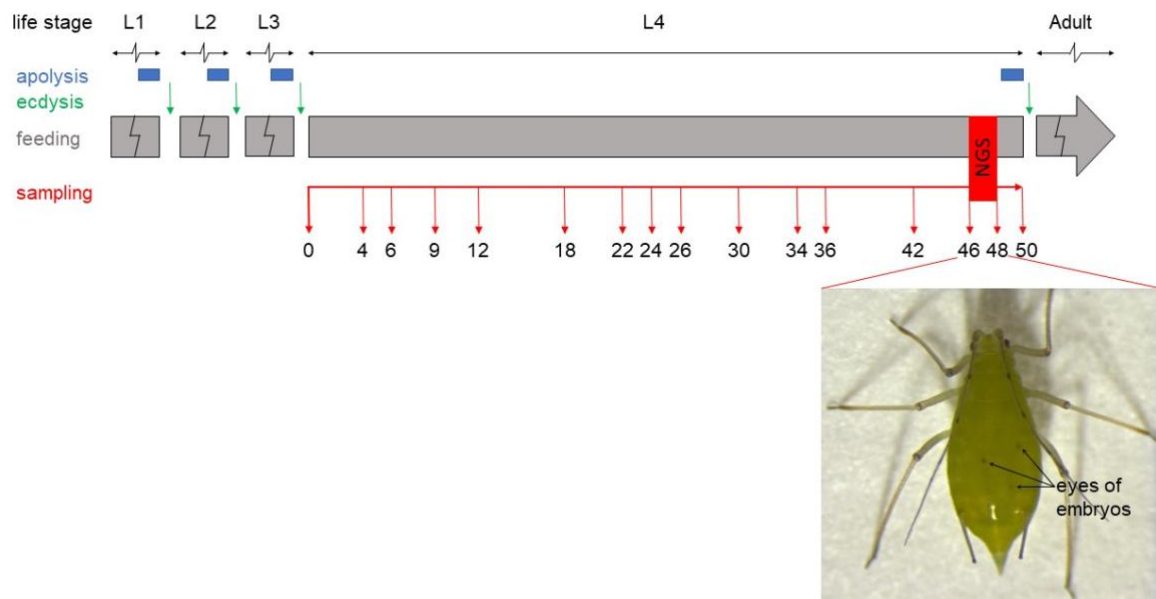 life stage L1 L2 L3 L4 Adult
apolysis
ecdysis
feeding
NGS
sampling
0 4 6 9 12 18 22 24 26 30 34 36 42 46 48 50
eyes of
embryos